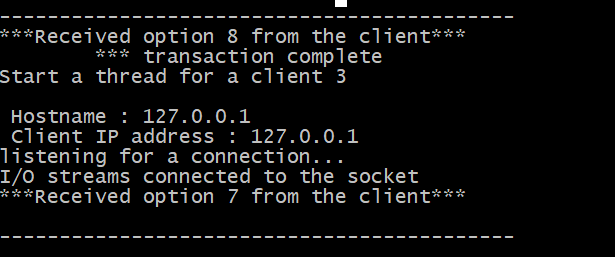 -------------------------------------------
***Received option 8 from the client***
        *** transaction complete
Start a thread for a client 3
 Hostname : 127.0.0.1
 Client IP address : 127.0.0.1
listening for a connection...
I/O streams connected to the socket
***Received option 7 from the client***
-------------------------------------------